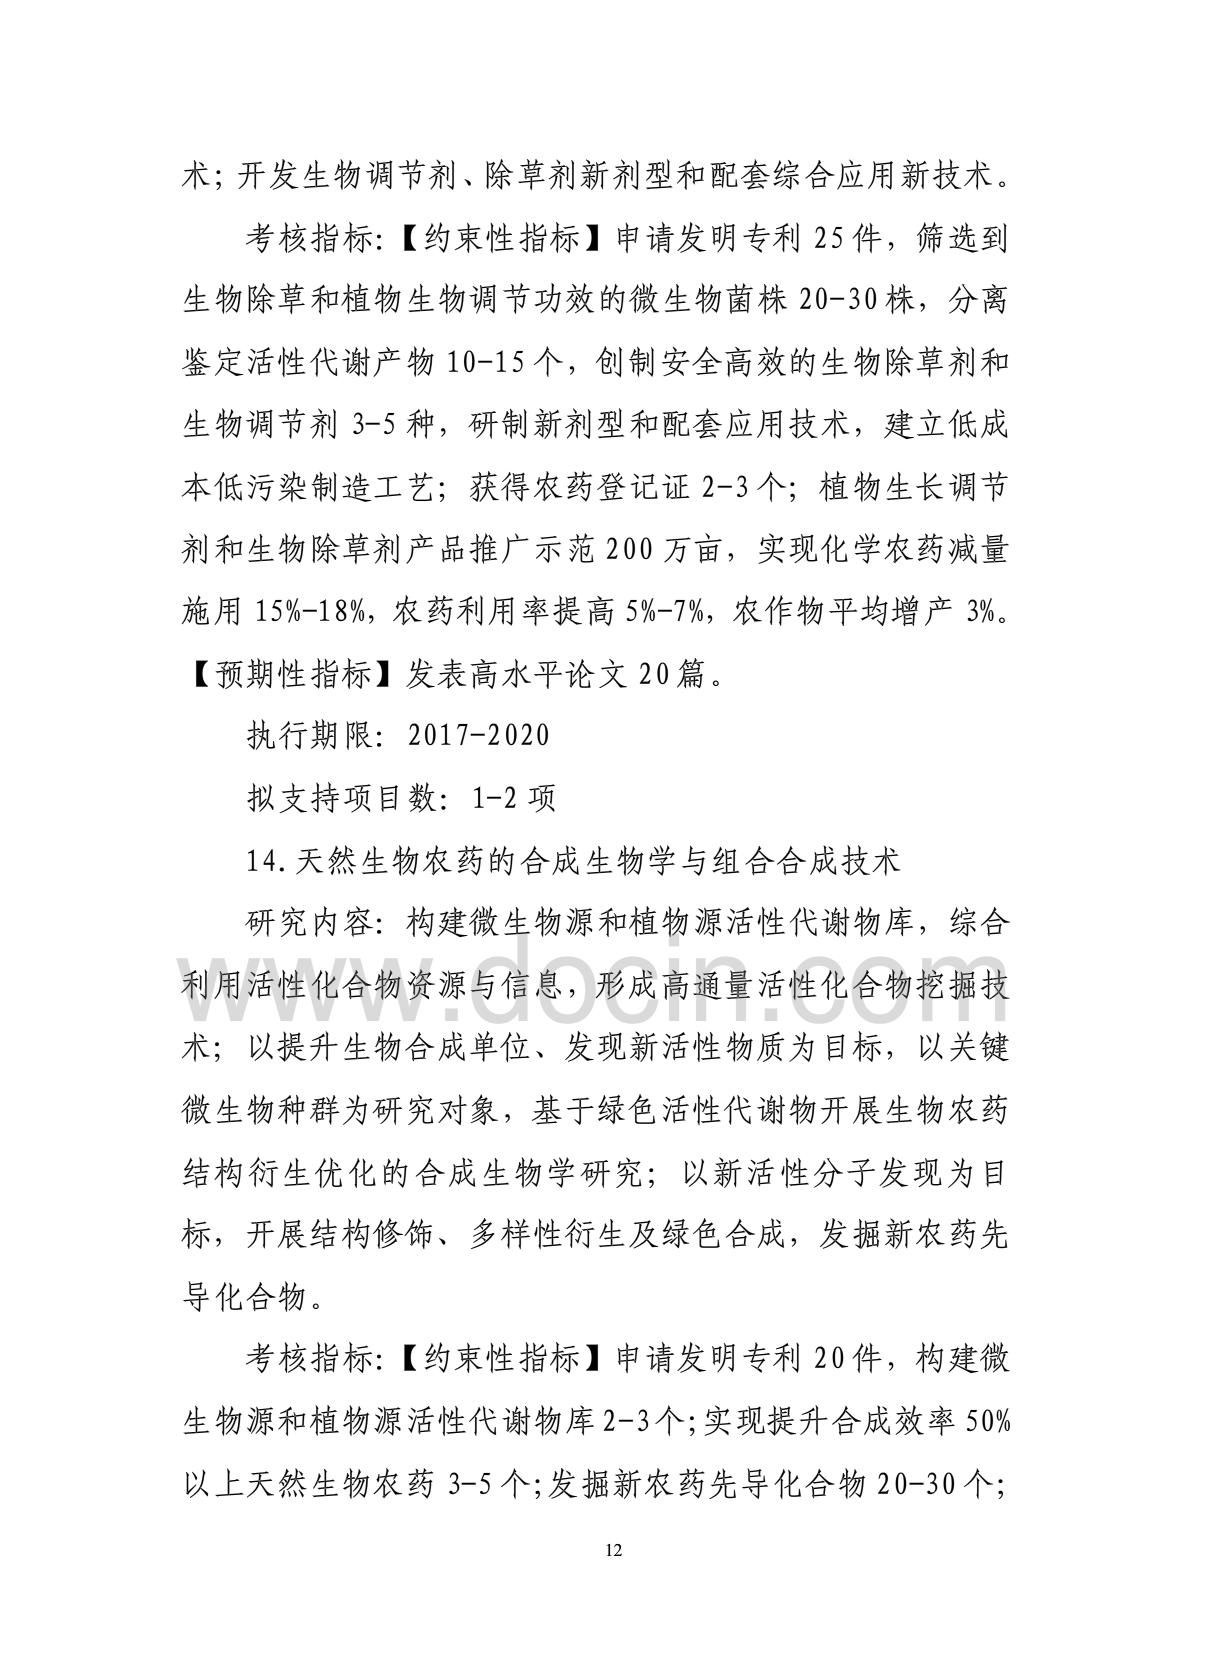 术；开发生物调节剂、除草剂新剂型和配套综合应用新技术。
考核指标:【约束性指标】申请发明专利 25 件，筛选到
生物除草和植物生物调节功效的微生物菌株 20-30 株，分离
鉴定活性代谢产物 10-15 个，创制安全高效的生物除草剂和
生物调节剂 3-5 种，研制新剂型和配套应用技术，建立低成
本低污染制造工艺；获得农药登记证 2-3 个；植物生长调节
剂和生物除草剂产品推广示范 200 万亩，实现化学农药减量
施用 15%-18%，农药利用率提高 5%-7%，农作物平均增产 3%。
【预期性指标】发表高水平论文 20 篇。
执行期限：2017-2020
拟支持项目数：1-2 项
14.天然生物农药的合成生物学与组合合成技术
研究内容：构建微生物源和植物源活性代谢物库，综合
利用活性化合物资源与信息，形成高通量活性化合物挖掘技
www.docin.com
术；以提升生物合成单位、发现新活性物质为目标，以关键
微生物种群为研究对象，基于绿色活性代谢物开展生物农药
结构衍生优化的合成生物学研究；以新活性分子发现为目
标，开展结构修饰、多样性衍生及绿色合成，发掘新农药先
导化合物。
考核指标:【约束性指标】申请发明专利 20 件，构建微
生物源和植物源活性代谢物库 2-3 个;实现提升合成效率 50%
以上天然生物农药 3-5 个;发掘新农药先导化合物 20-30 个；
12